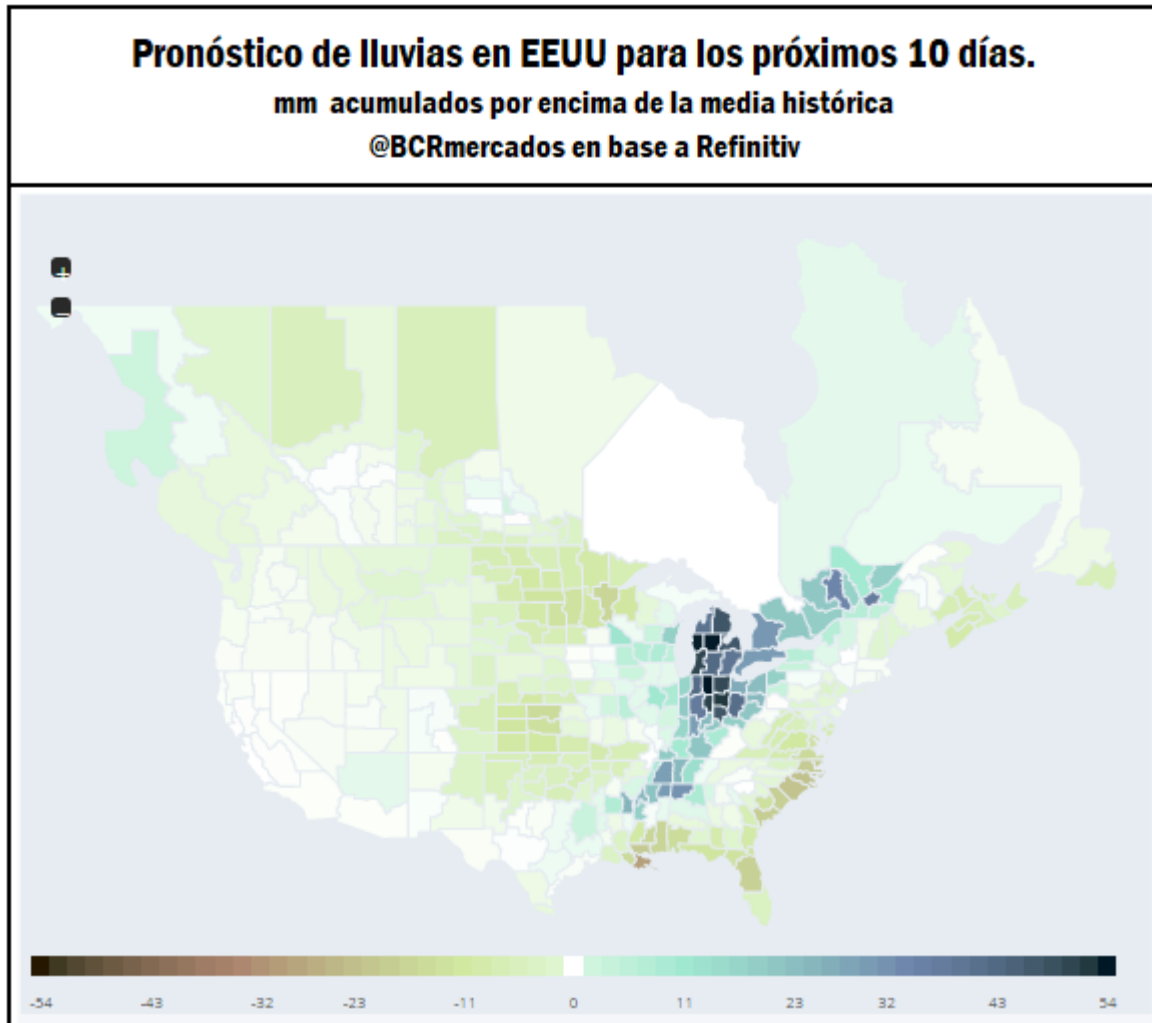 Pronóstico de lluvias en EEUU para los próximos 10 días.
mm acumulados por encima de la media histórica
@BCRmercados en base a Refinitiv
+
−
-54 -43 -32 -23 -11 0 11 23 32 43 54